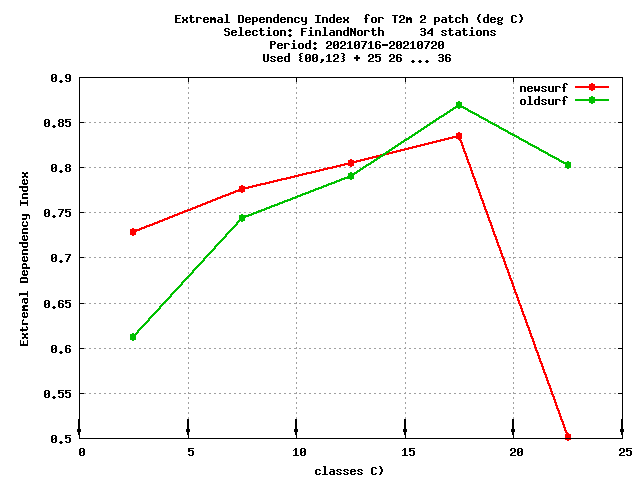 Extremal Dependency Index  for T2m 2 patch (deg C)
Selection: FinlandNorth     34 stations
Period: 20210716-20210720
Used {00,12} + 25 26 ... 36
newsurf
oldsurf
0.9
0.85
0.8
0.75
0.7
0.65
0.6
0.55
0.5
Extremal Dependency Index
0 5 10 15 20 25
classes C)